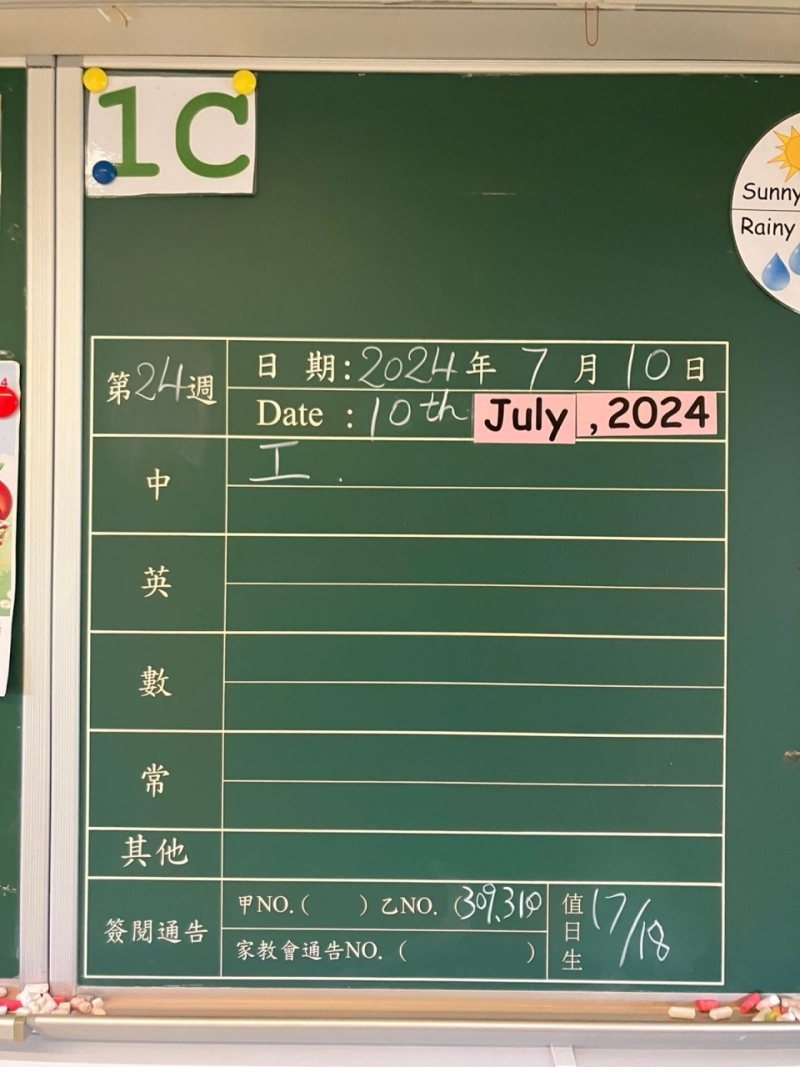 1C
Sunny
Rainy
第24週
日 期:2024年 7 月 10 日
Date : 10th July , 2024
中
工.
英
數
常
其他
簽閱通告
甲NO.( ) 乙NO. (309,310)
家教會通告NO. ( )
值日生 17/18